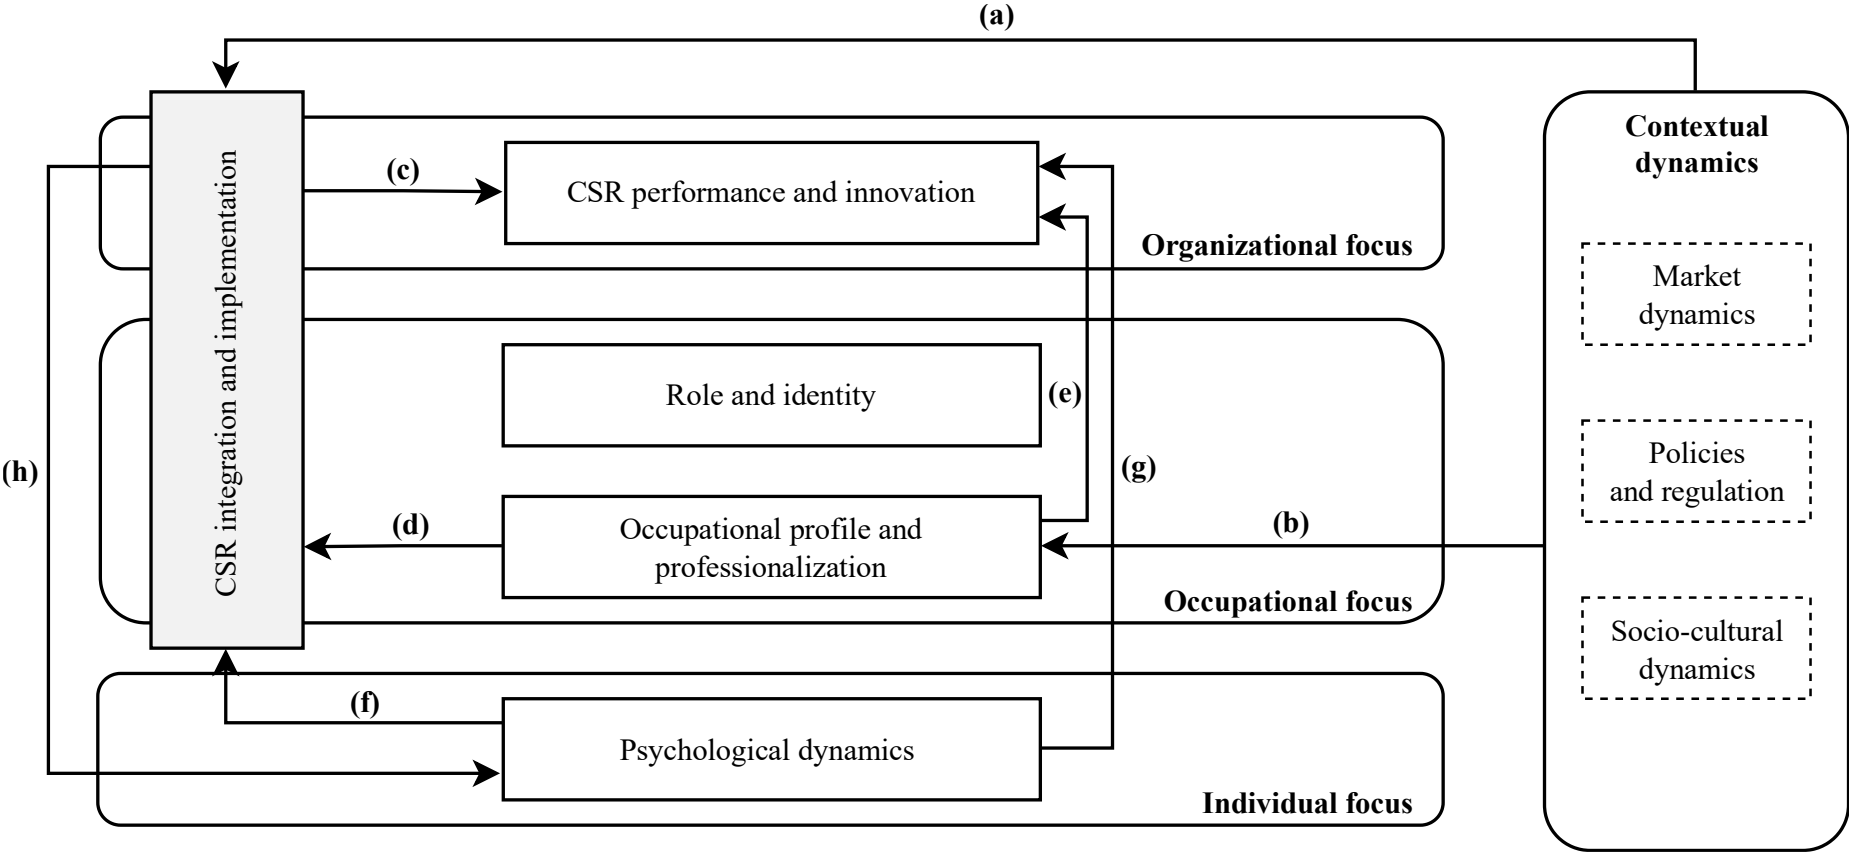 (a)
Contextual
dynamics
(c)
CSR performance and innovation
Organizational focus
CSR integration and implementation
Market
dynamics
Role and identity
(e)
(h)
(g)
Policies
and regulation
(d)
Occupational profile and
professionalization
(b)
Occupational focus
Socio-cultural
dynamics
(f)
Psychological dynamics
Individual focus